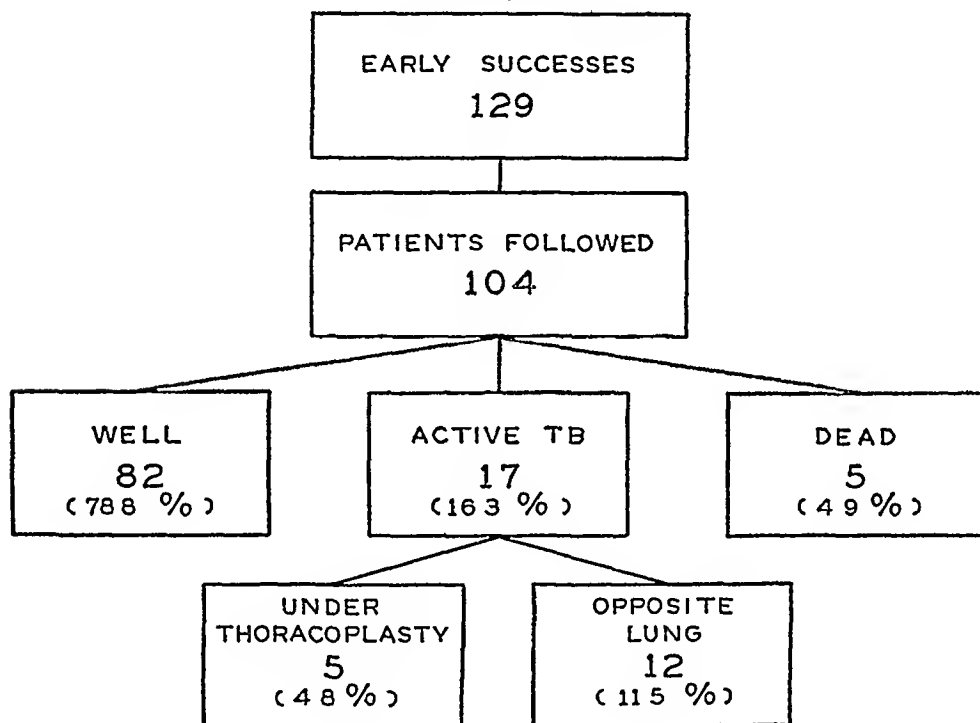 EARLY SUCCESSES
129
PATIENTS FOLLOWED
104
WELL
82
(788 %)
ACTIVE TB
17
(163 %)
DEAD
5
(49%)
UNDER
THORACOPLASTY
5
(48%)
OPPOSITE
LUNG
12
(115 %)